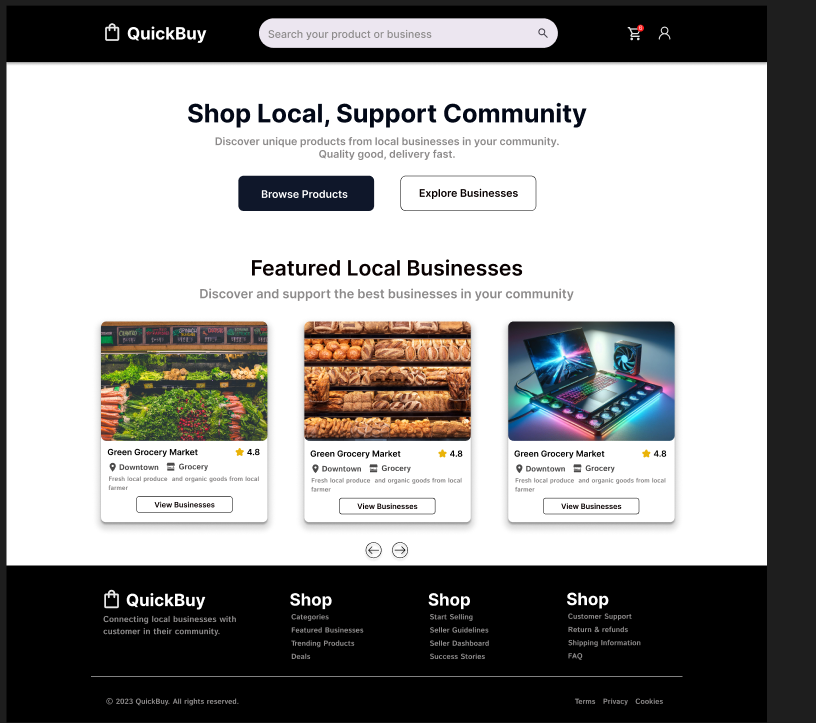 QuickBuy
Search your product or business
Shop Local, Support Community
Discover unique products from local businesses in your community.
Quality good, delivery fast.
Browse Products
Explore Businesses
Featured Local Businesses
Discover and support the best businesses in your community
Green Grocery Market 4.8
Downtown Grocery
Fresh local produce and organic goods from local
farmer
View Businesses
Green Grocery Market 4.8
Downtown Grocery
Fresh local produce and organic goods from local
farmer
View Businesses
Green Grocery Market 4.8
Downtown Grocery
Fresh local produce and organic goods from local
farmer
View Businesses
QuickBuy
Connecting local businesses with
customer in their community.
Shop
Categories
Featured Businesses
Trending Products
Deals
Shop
Start Selling
Seller Guidelines
Seller Dashboard
Success Stories
Shop
Customer Support
Return & refunds
Shipping Information
FAQ
© 2023 QuickBuy. All rights reserved.
Terms Privacy Cookies